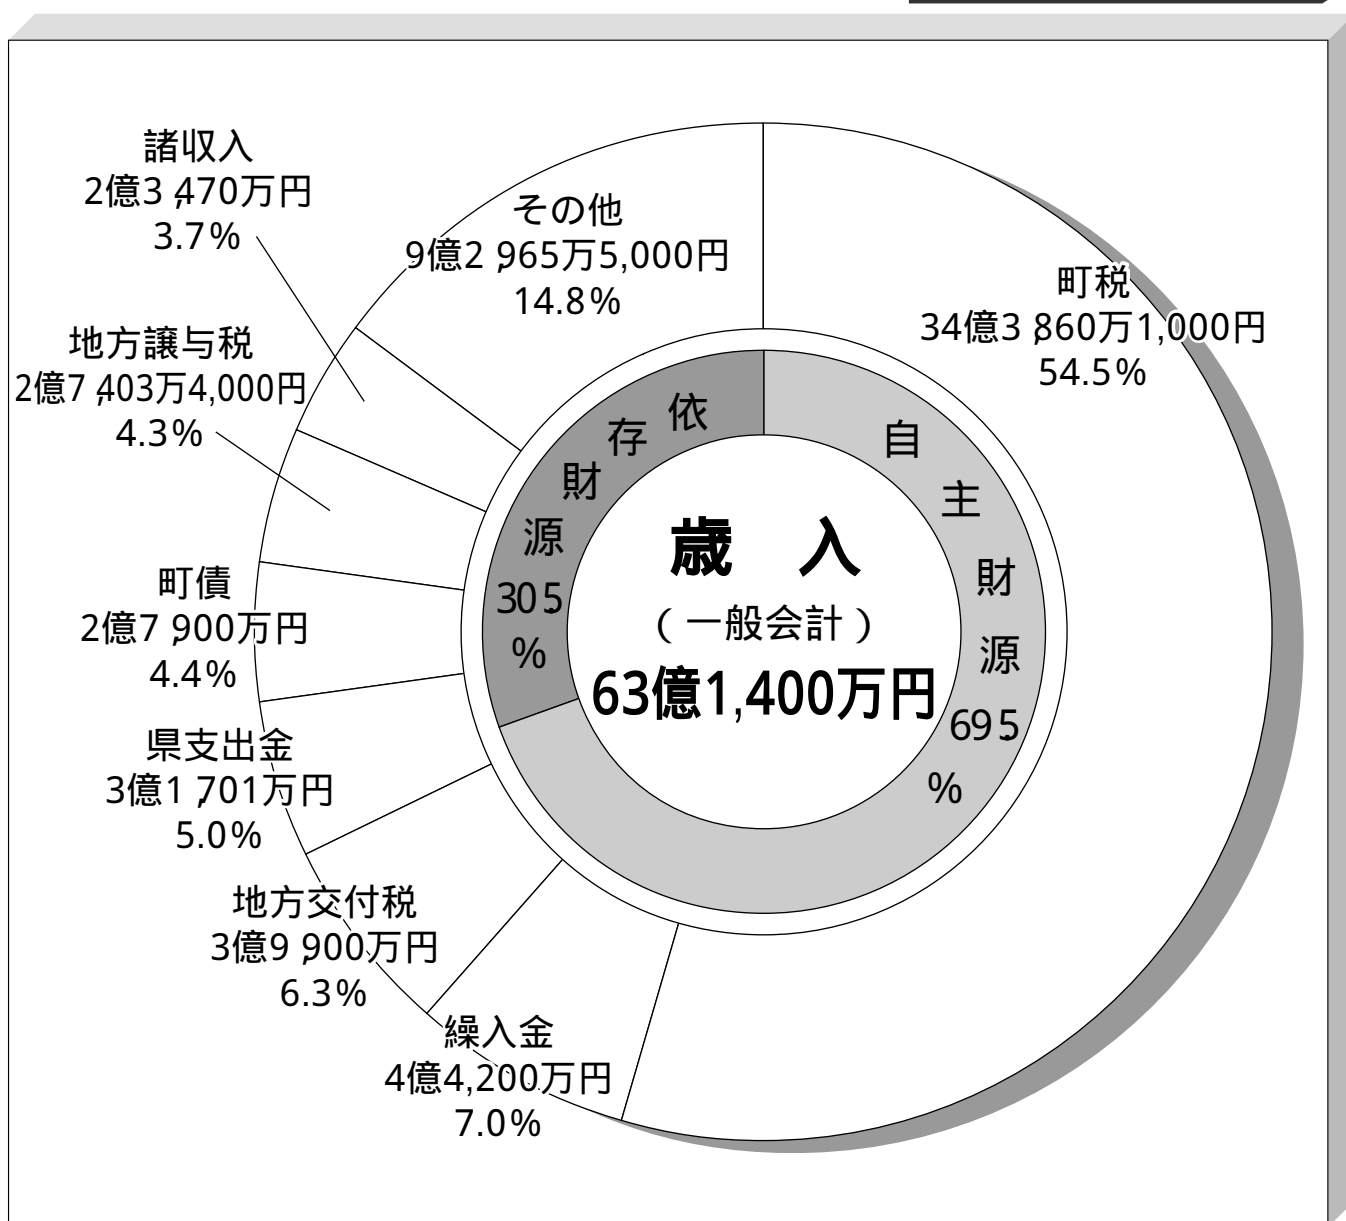 諸収入
2億3,470万円
3.7%
その他
9億2,965万5,000円
14.8%
町税
34億3,860万1,000円
54.5%
地方譲与税
2億7,403万4,000円
4.3%
町債
2億7,900万円
4.4%
県支出金
3億1,701万円
5.0%
地方交付税
3億9,900万円
6.3%
繰入金
4億4,200万円
7.0%
依存財源
30.5
%
自主財源
69.5
%
歳 入
(一般会計)
63億1,400万円